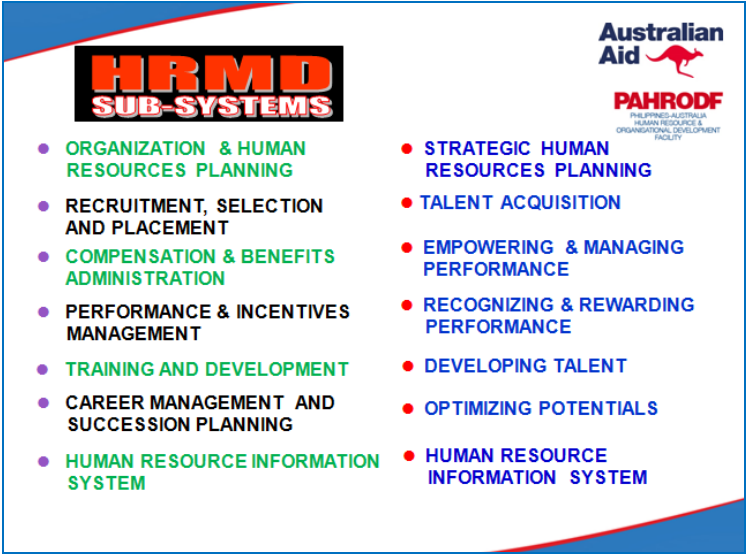 HRMD
SUB-SYSTEMS
Australian
Aid
PAHRODF
PHILIPPINES-AUSTRALIA
HUMAN RESOURCE &
ORGANISATIONAL DEVELOPMENT
FACILITY
ORGANIZATION & HUMAN
RESOURCES PLANNING
RECRUITMENT, SELECTION
AND PLACEMENT
COMPENSATION & BENEFITS
ADMINISTRATION
PERFORMANCE & INCENTIVES
MANAGEMENT
TRAINING AND DEVELOPMENT
CAREER MANAGEMENT AND
SUCCESSION PLANNING
HUMAN RESOURCE INFORMATION
SYSTEM
STRATEGIC HUMAN
RESOURCES PLANNING
TALENT ACQUISITION
EMPOWERING & MANAGING
PERFORMANCE
RECOGNIZING & REWARDING
PERFORMANCE
DEVELOPING TALENT
OPTIMIZING POTENTIALS
HUMAN RESOURCE
INFORMATION SYSTEM